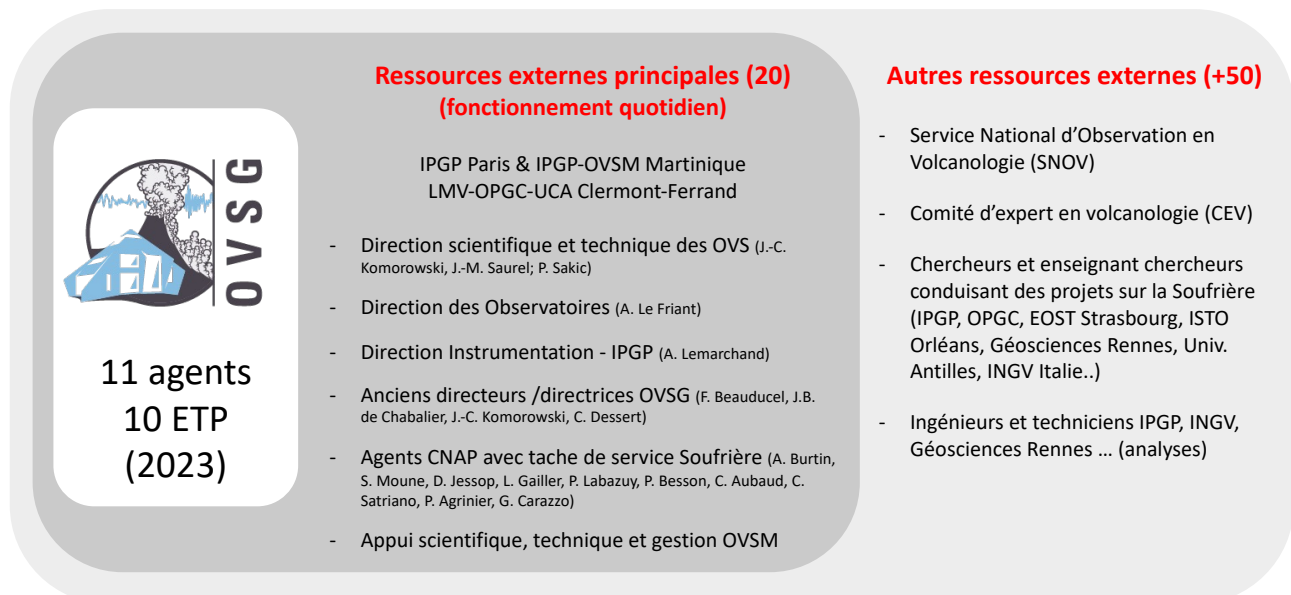 OVSG
11 agents
10 ETP
(2023)
Ressources externes principales (20)
(fonctionnement quotidien)
IPGP Paris & IPGP-OVSM Martinique
LMV-OPGC-UCA Clermont-Ferrand
- Direction scientifique et technique des OVS (J.-C.
Komorowski, J.-M. Saurel; P. Sakic)
- Direction des Observatoires (A. Le Friant)
- Direction Instrumentation - IPGP (A. Lemarchand)
- Anciens directeurs /directrices OVSG (F. Beauducel, J.B.
de Chabalier, J.-C. Komorowski, C. Dessert)
- Agents CNAP avec tache de service Soufrière (A. Burtin,
S. Moune, D. Jessop, L. Gailler, P. Labazuy, P. Besson, C. Aubaud, C.
Satriano, P. Agrinier, G. Carazzo)
- Appui scientifique, technique et gestion OVSM
Autres ressources externes (+50)
- Service National d’Observation en
Volcanologie (SNOV)
- Comité d’expert en volcanologie (CEV)
- Chercheurs et enseignant chercheurs
conduisant des projets sur la Soufrière
(IPGP, OPGC, EOST Strasbourg, ISTO
Orléans, Géosciences Rennes, Univ.
Antilles, INGV Italie..)
- Ingénieurs et techniciens IPGP, INGV,
Géosciences Rennes … (analyses)